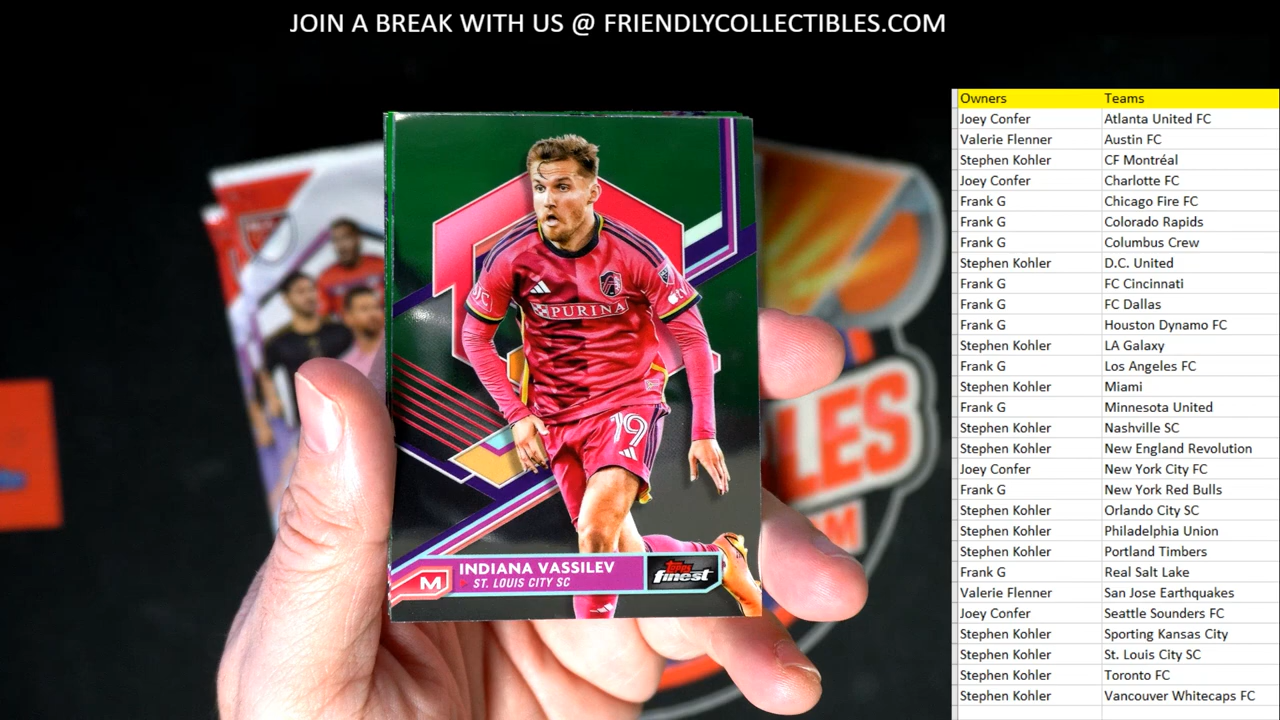 JOIN A BREAK WITH US @ FRIENDLYCOLLECTIBLES.COM
PURINA
19
INDIANA VASSILEV
ST. LOUIS CITY SC
M
Topps
finest
LES
M
Owners Teams
Joey Confer Atlanta United FC
Valerie Flenner Austin FC
Stephen Kohler CF Montréal
Joey Confer Charlotte FC
Frank G Chicago Fire FC
Frank G Colorado Rapids
Frank G Columbus Crew
Stephen Kohler D.C. United
Frank G FC Cincinnati
Frank G FC Dallas
Frank G Houston Dynamo FC
Stephen Kohler LA Galaxy
Frank G Los Angeles FC
Stephen Kohler Miami
Frank G Minnesota United
Stephen Kohler Nashville SC
Stephen Kohler New England Revolution
Joey Confer New York City FC
Frank G New York Red Bulls
Stephen Kohler Orlando City SC
Stephen Kohler Philadelphia Union
Stephen Kohler Portland Timbers
Frank G Real Salt Lake
Valerie Flenner San Jose Earthquakes
Joey Confer Seattle Sounders FC
Stephen Kohler Sporting Kansas City
Stephen Kohler St. Louis City SC
Stephen Kohler Toronto FC
Stephen Kohler Vancouver Whitecaps FC